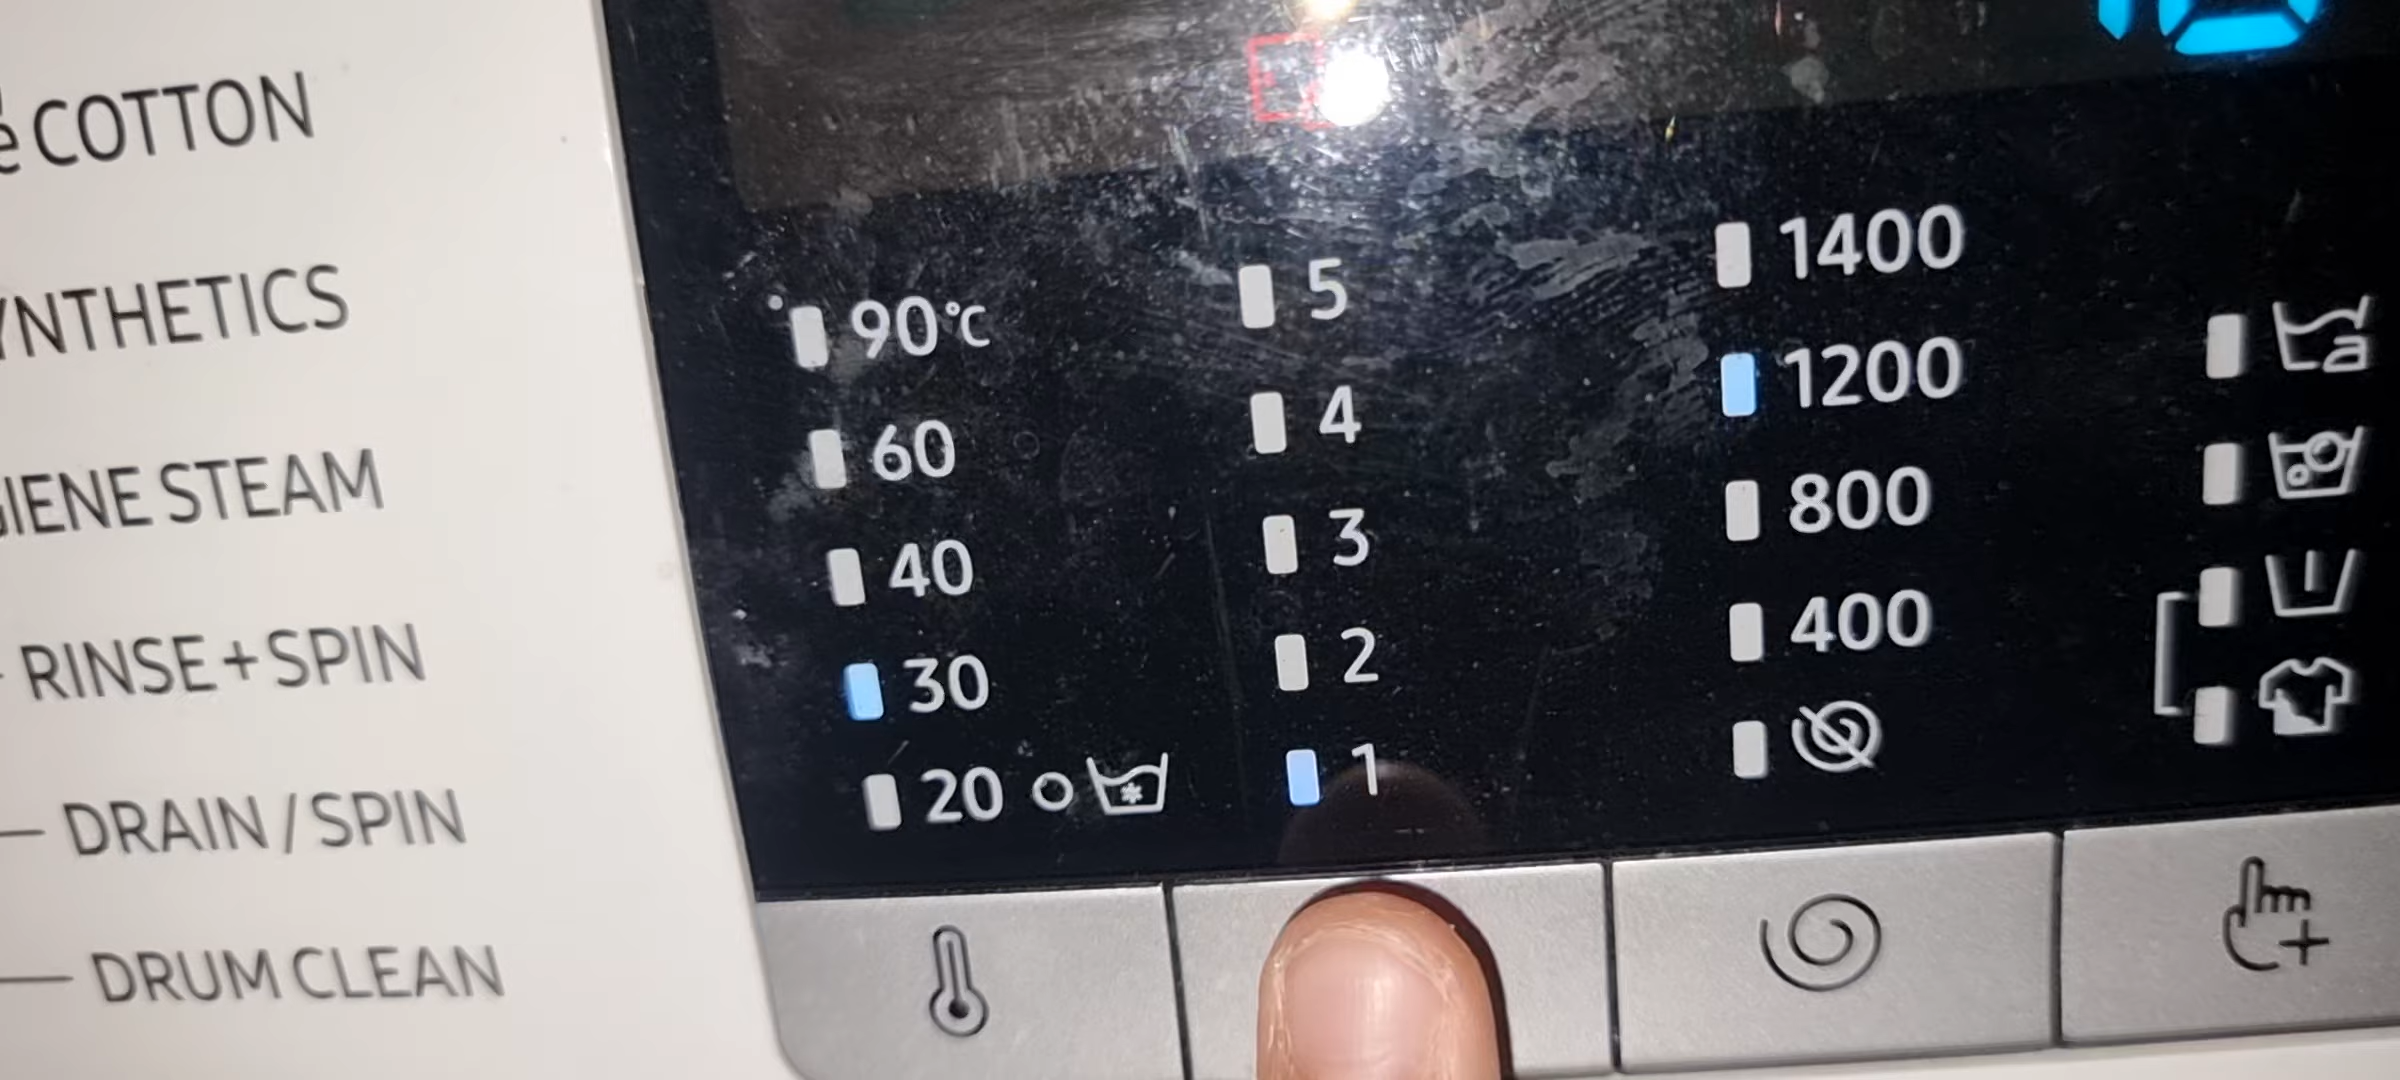 COTTON
SYNTHETICS
HYGIENE STEAM
RINSE+SPIN
DRAIN / SPIN
DRUM CLEAN
90°C
60
40
30
20
5
4
3
2
1
1400
1200
800
400